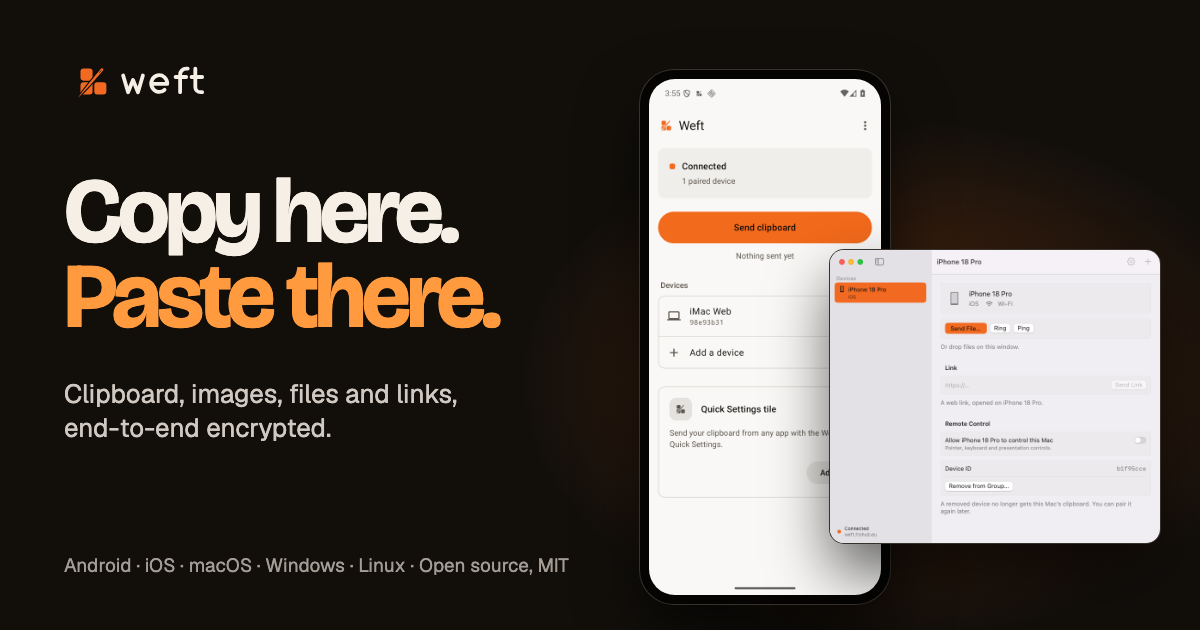 weft
Copy here.
Paste there.
Clipboard, images, files and links,
end-to-end encrypted.
Android · iOS · macOS · Windows · Linux · Open source, MIT
3:55
Weft
Connected
1 paired device
Send clipboard
Nothing sent yet
Devices
iMac Web
98e93b31
Add a device
Quick Settings tile
Send your clipboard from any app with the
Quick Settings.
Devices
iPhone 18 Pro
iOS
Connected
iPhone 18 Pro
iPhone 18 Pro
iOS Wi-Fi
Send File... Ring Ping
Or drop files on this window.
Link
https://... Send Link
A web link, opened on iPhone 18 Pro.
Remote Control
Allow iPhone 18 Pro to control this Mac
Pointer, keyboard and presentation controls.
Device ID b1f95cce
Remove from Group...
A removed device no longer gets this Mac's clipboard. You can pair it
again later.